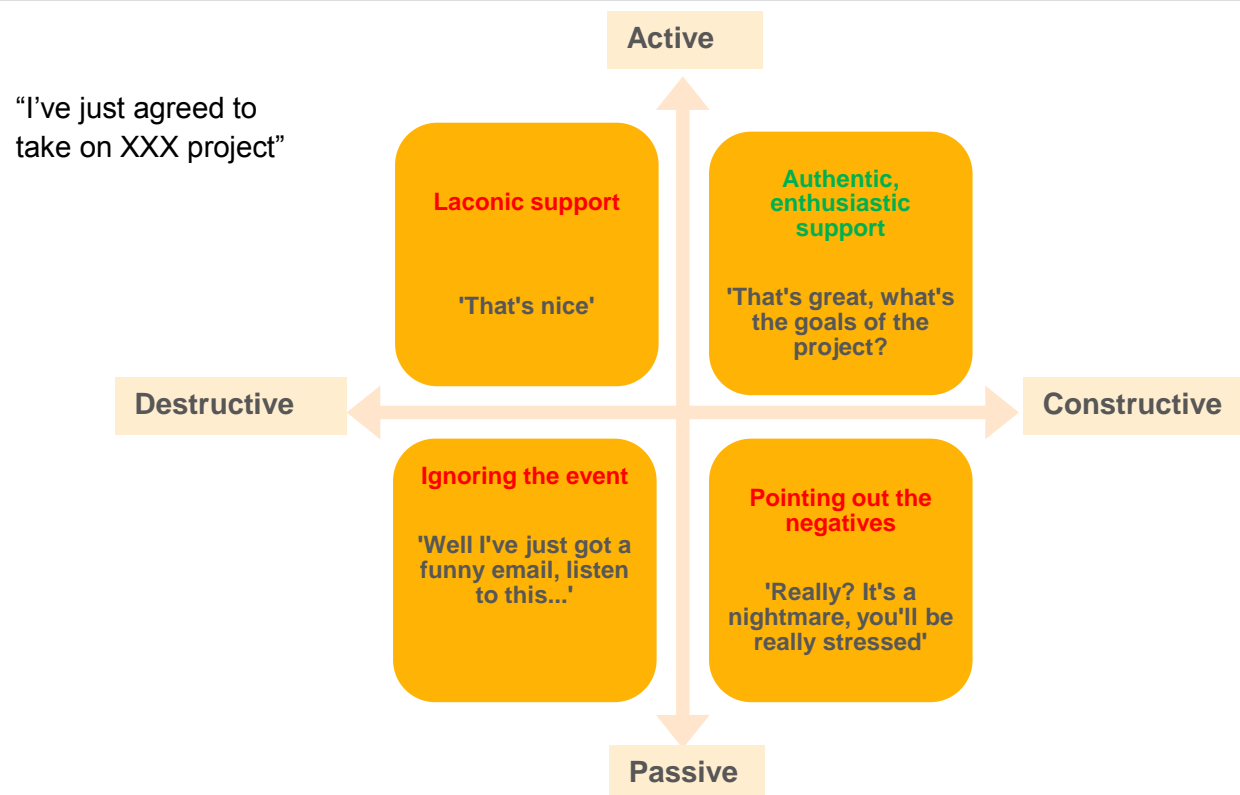 Active
“I’ve just agreed to
take on XXX project”
Laconic support
'That's nice'
Authentic,
enthusiastic
support
'That's great, what's
the goals of the
project?
Destructive
Constructive
Ignoring the event
'Well I've just got a
funny email, listen
to this...'
Pointing out the
negatives
'Really? It's a
nightmare, you'll be
really stressed'
Passive